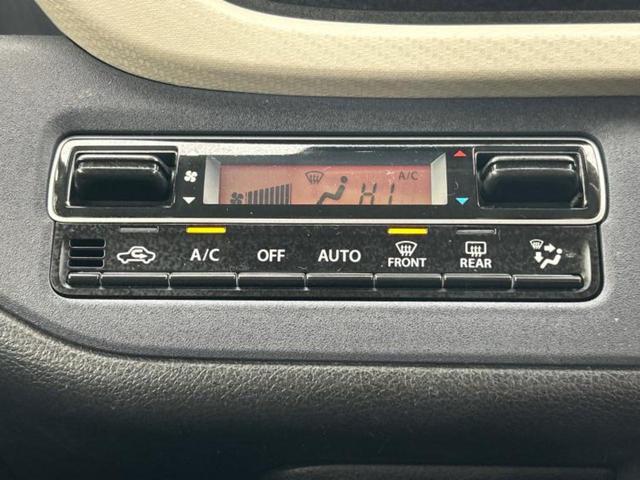 A/C
HI
A/C OFF AUTO FRONT REAR